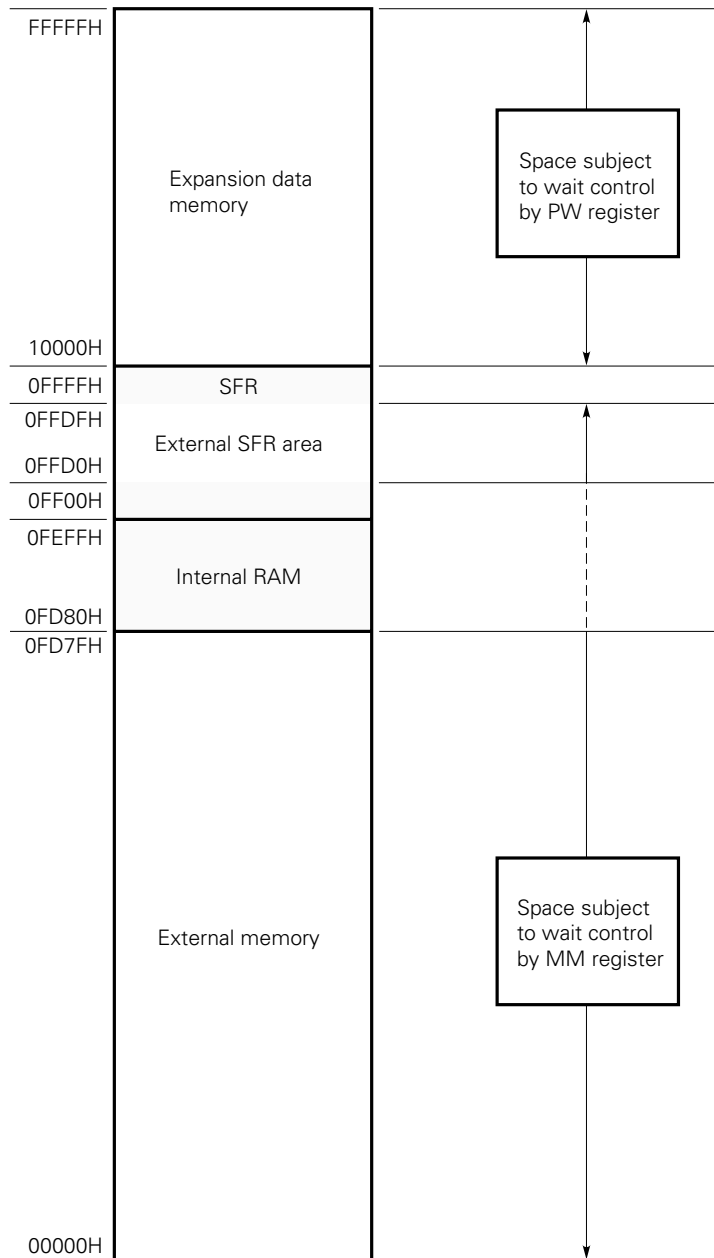 FFFFFH
Expansion data
memory
Space subject
to wait control
by PW register
10000H
0FFFFH
SFR
0FFDFH
External SFR area
0FFD0H
0FF00H
0FEFFH
Internal RAM
0FD80H
0FD7FH
External memory
Space subject
to wait control
by MM register
00000H